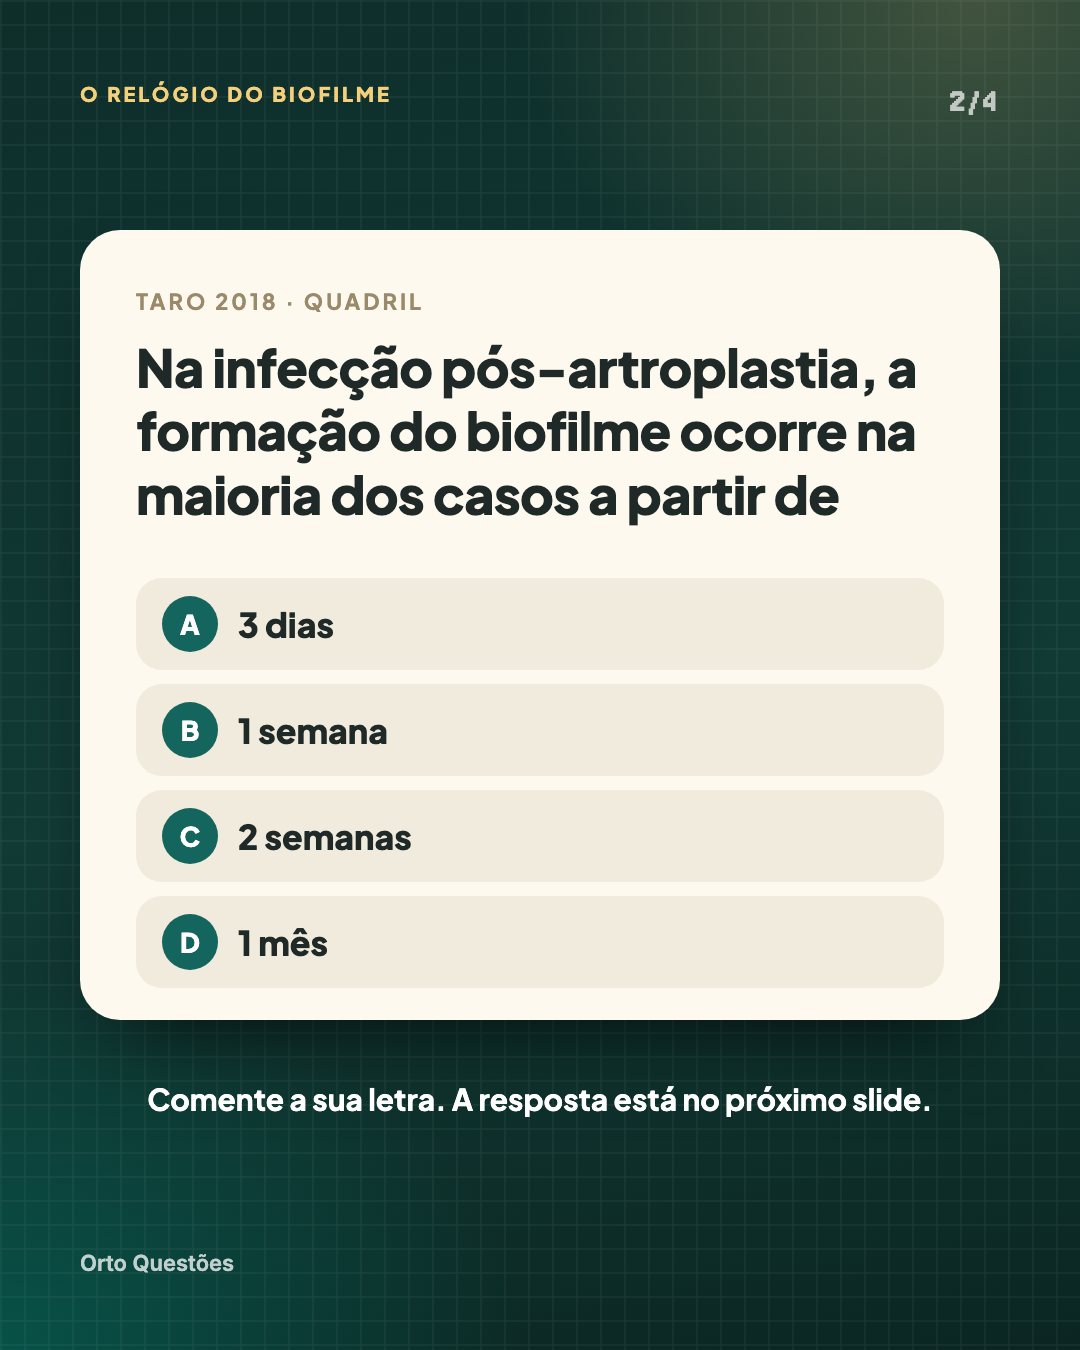 O RELÓGIO DO BIOFILME
2/4
TARO 2018 · QUADRIL
Na infecção pós-artroplastia, a
formação do biofilme ocorre na
maioria dos casos a partir de
A 3 dias
B 1 semana
C 2 semanas
D 1 mês
Comente a sua letra. A resposta está no próximo slide.
Orto Questões